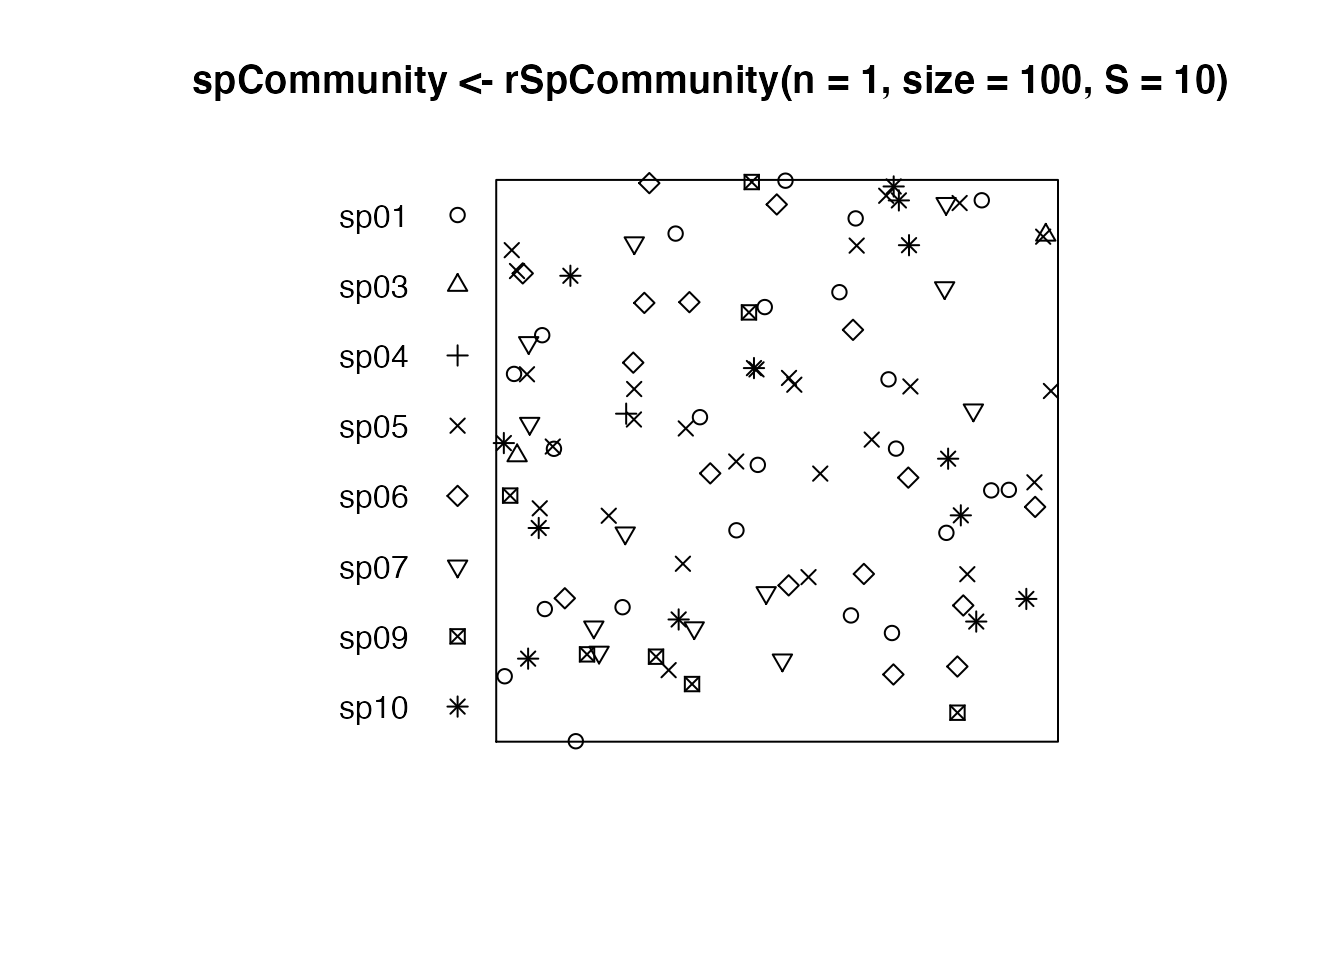 spCommunity <- rSpCommunity(n = 1, size = 100, S = 10)
sp01
sp03
sp04
sp05
sp06
sp07
sp09
sp10